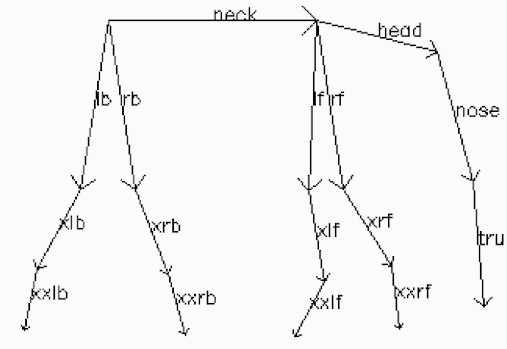 neck
head
lb rb lf rf
nose
xlb xrb xlf xrf
tru
xxlb xxrb xxlf xxrf